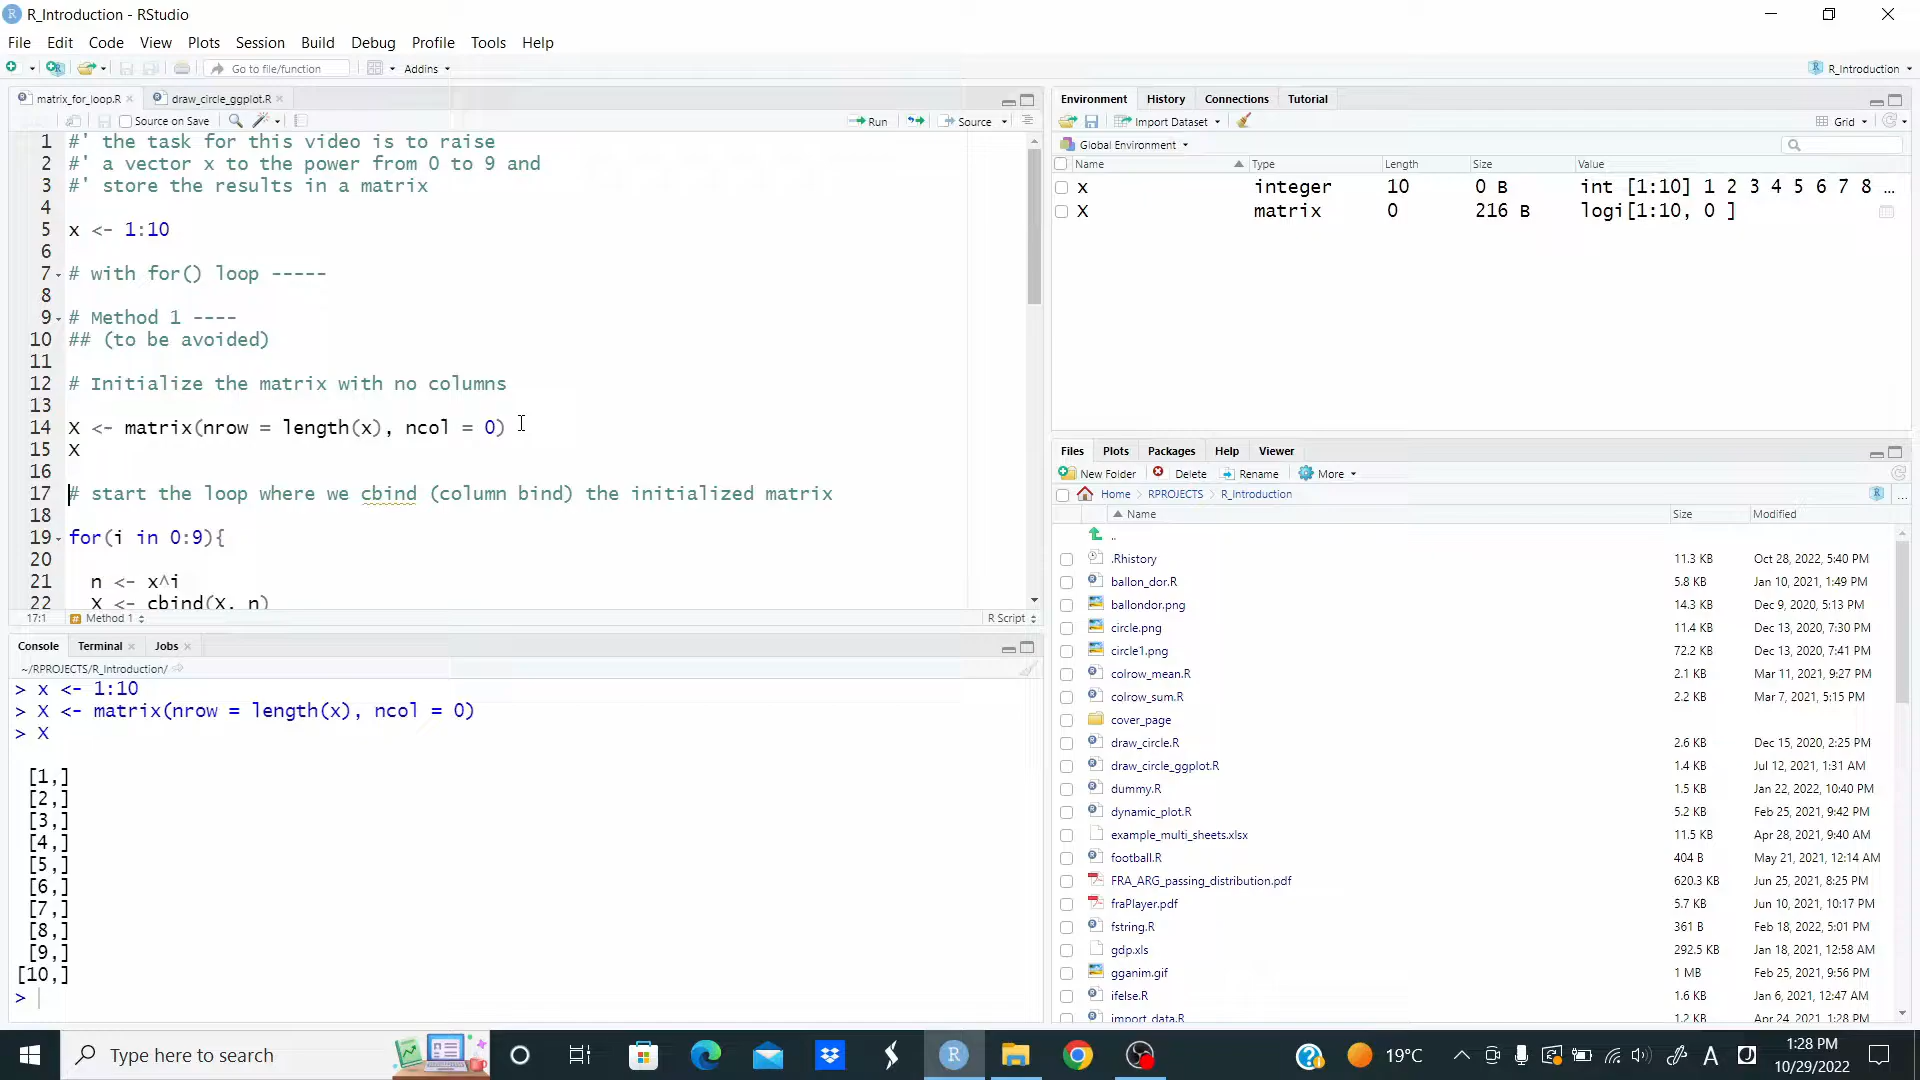 R_Introduction - RStudio
File Edit Code View Plots Session Build Debug Profile Tools Help
Go to file/function Addins R_Introduction
matrix_for_loop.R draw_circle_ggplot.R
Source on Save Run Source
1 #' the task for this video is to raise
2 #' a vector x to the power from 0 to 9 and
3 #' store the results in a matrix
4
5 x <- 1:10
6
7 # with for() loop -----
8
9 # Method 1 ----
10 ## (to be avoided)
11
12 # Initialize the matrix with no columns
13
14 X <- matrix(nrow = length(x), ncol = 0)
15 X
16
17 # start the loop where we cbind (column bind) the initialized matrix
18
19 for(i in 0:9){
20
21 n <- x^i
22 X <- cbind(X, n)
17:1 Method 1 R Script
Console Terminal Jobs
~/RPROJECTS/R_Introduction/
> x <- 1:10
> X <- matrix(nrow = length(x), ncol = 0)
> X
[1,]
[2,]
[3,]
[4,]
[5,]
[6,]
[7,]
[8,]
[9,]
[10,]
>
Environment History Connections Tutorial
Import Dataset Grid
Global Environment
Name Type Length Size Value
x integer 10 0 B int [1:10] 1 2 3 4 5 6 7 8 …
X matrix 0 216 B logi[1:10, 0 ]
Files Plots Packages Help Viewer
New Folder Delete Rename More
Home RPROJECTS R_Introduction ...
Name Size Modified
..
.Rhistory 11.3 KB Oct 28, 2022, 5:40 PM
ballon_dor.R 5.8 KB Jan 10, 2021, 1:49 PM
ballondor.png 14.3 KB Dec 9, 2020, 5:13 PM
circle.png 11.4 KB Dec 13, 2020, 7:30 PM
circle1.png 72.2 KB Dec 13, 2020, 7:41 PM
colrow_mean.R 2.1 KB Mar 11, 2021, 9:27 PM
colrow_sum.R 2.2 KB Mar 7, 2021, 5:15 PM
cover_page
draw_circle.R 2.6 KB Dec 15, 2020, 2:25 PM
draw_circle_ggplot.R 1.4 KB Jul 12, 2021, 1:31 AM
dummy.R 1.5 KB Jan 22, 2022, 10:40 PM
dynamic_plot.R 5.2 KB Feb 25, 2021, 9:42 PM
example_multi_sheets.xlsx 11.5 KB Apr 28, 2021, 9:40 AM
football.R 404 B May 21, 2021, 12:14 AM
FRA_ARG_passing_distribution.pdf 620.3 KB Jun 25, 2021, 8:25 PM
fraPlayer.pdf 5.7 KB Jun 10, 2021, 10:17 PM
fstring.R 361 B Feb 18, 2022, 5:01 PM
gdp.xls 292.5 KB Jan 18, 2021, 12:58 AM
gganim.gif 1 MB Feb 25, 2021, 9:56 PM
ifelse.R 1.6 KB Jan 6, 2021, 12:47 AM
import_data.R 1.2 KB Apr 24, 2021, 1:28 PM
Type here to search
19°C
A
1:28 PM
10/29/2022